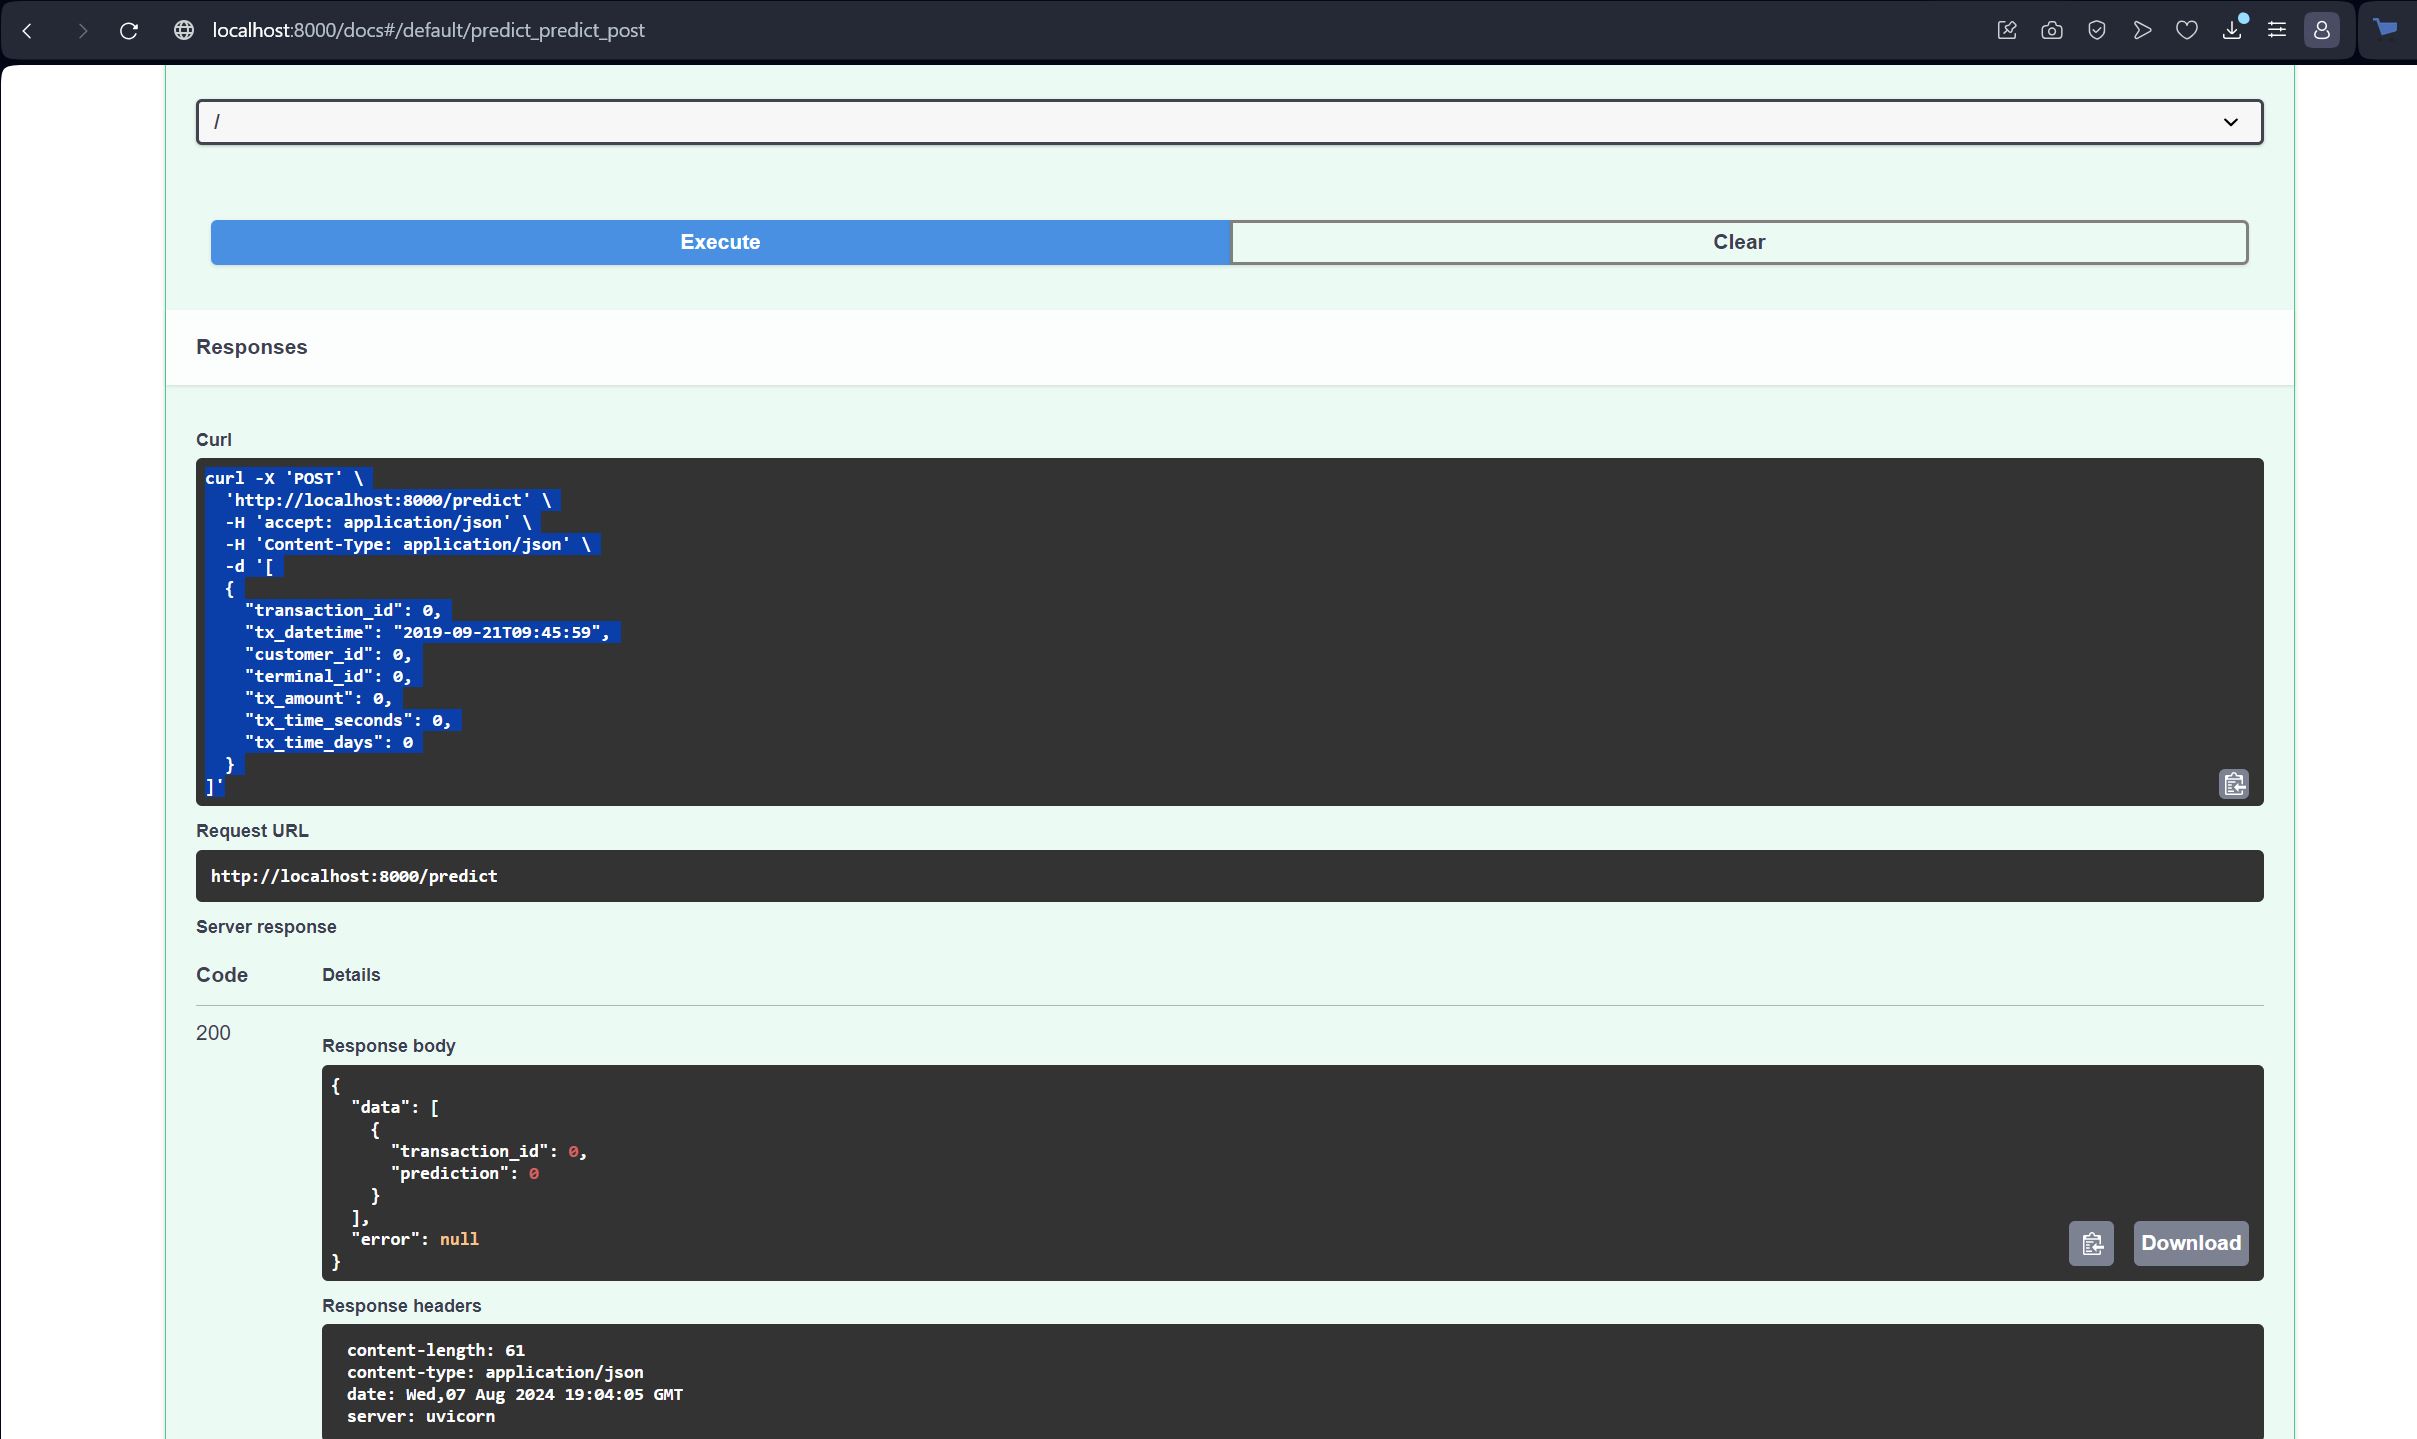 localhost:8000/docs#/default/predict_predict_post
/
Execute
Clear
Responses
Curl
curl -X 'POST' \
  'http://localhost:8000/predict' \
  -H 'accept: application/json' \
  -H 'Content-Type: application/json' \
  -d '[
  {
    "transaction_id": 0,
    "tx_datetime": "2019-09-21T09:45:59",
    "customer_id": 0,
    "terminal_id": 0,
    "tx_amount": 0,
    "tx_time_seconds": 0,
    "tx_time_days": 0
  }
]'
Request URL
http://localhost:8000/predict
Server response
Code Details
200
Response body
{
  "data": [
    {
      "transaction_id": 0,
      "prediction": 0
    }
  ],
  "error": null
}
Download
Response headers
content-length: 61
content-type: application/json
date: Wed,07 Aug 2024 19:04:05 GMT
server: uvicorn